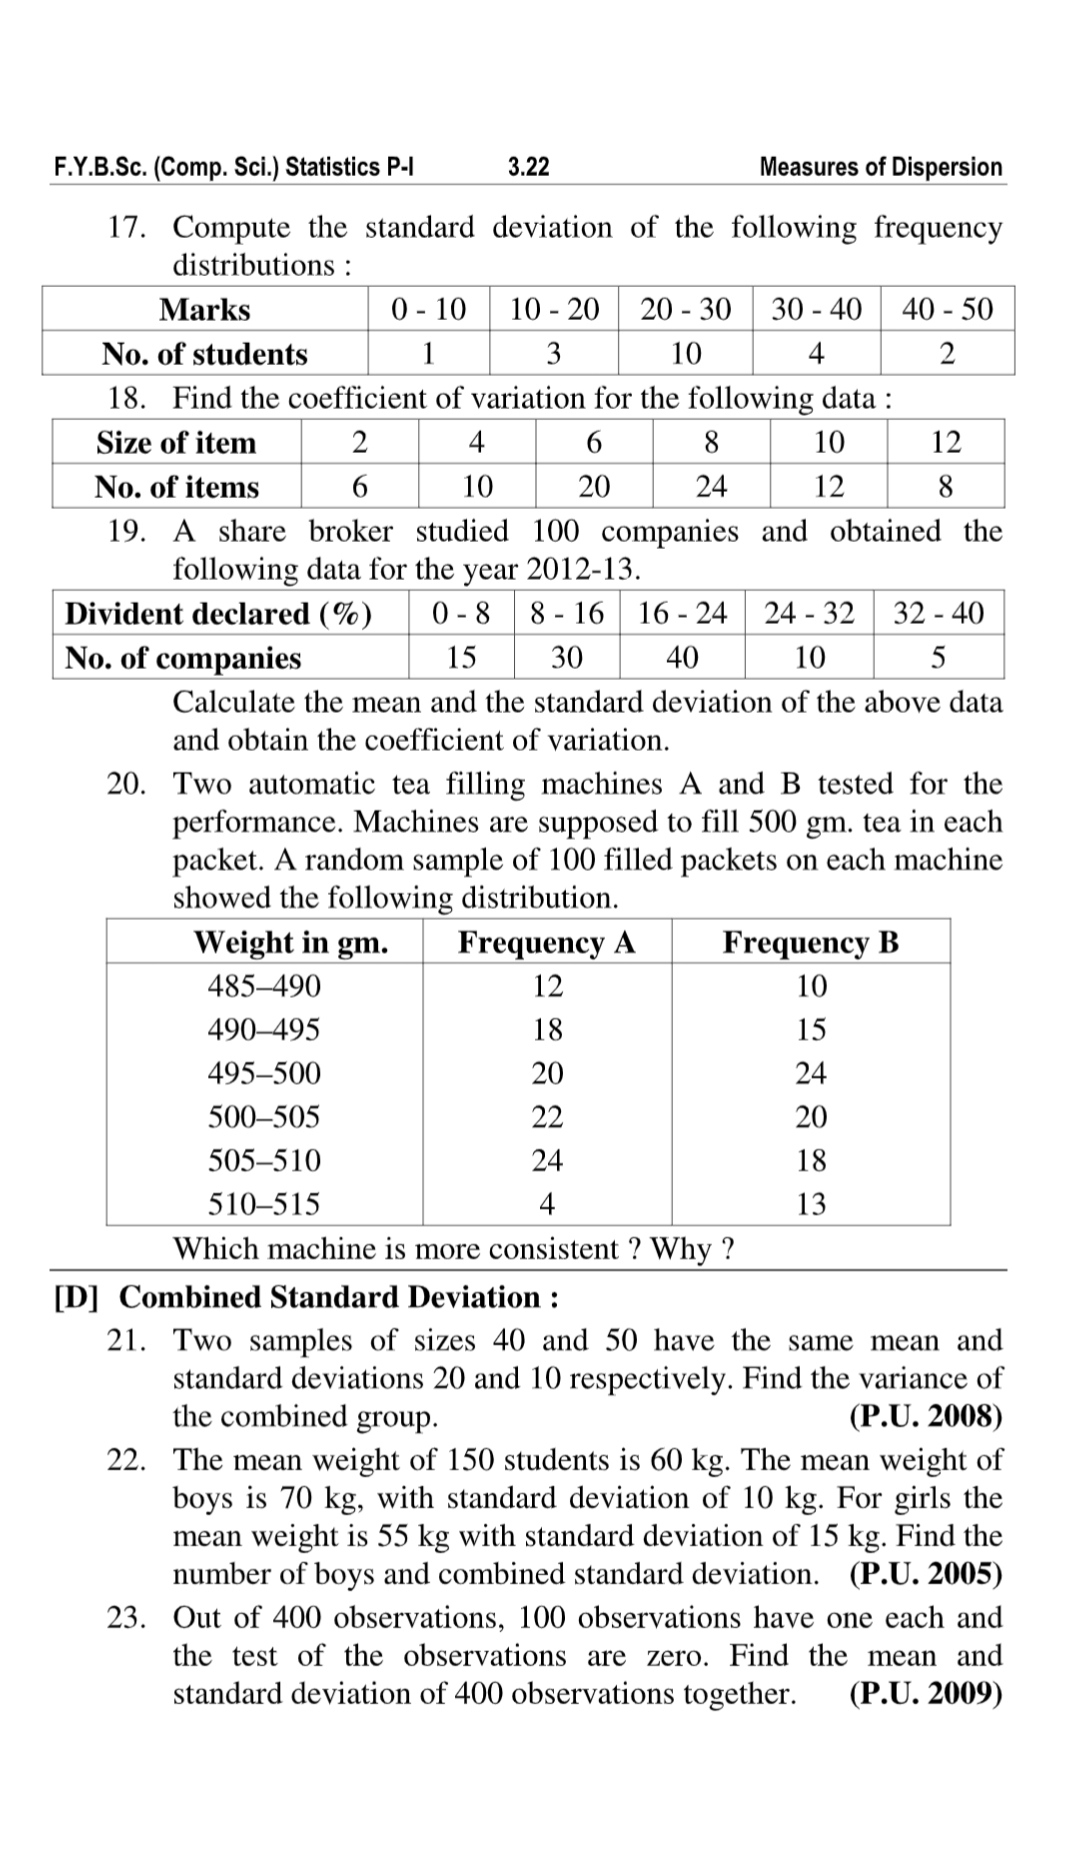 F.Y.B.Sc. (Comp. Sci.) Statistics P-I 3.22 Measures of Dispersion
17. Compute the standard deviation of the following frequency
distributions :
Marks 0 - 10 10 - 20 20 - 30 30 - 40 40 - 50
No. of students 1 3 10 4 2
18. Find the coefficient of variation for the following data :
Size of item 2 4 6 8 10 12
No. of items 6 10 20 24 12 8
19. A share broker studied 100 companies and obtained the
following data for the year 2012-13.
Divident declared (%) 0 - 8 8 - 16 16 - 24 24 - 32 32 - 40
No. of companies 15 30 40 10 5
Calculate the mean and the standard deviation of the above data
and obtain the coefficient of variation.
20. Two automatic tea filling machines A and B tested for the
performance. Machines are supposed to fill 500 gm. tea in each
packet. A random sample of 100 filled packets on each machine
showed the following distribution.
Weight in gm. Frequency A Frequency B
485–490 12 10
490–495 18 15
495–500 20 24
500–505 22 20
505–510 24 18
510–515 4 13
Which machine is more consistent ? Why ?
[D] Combined Standard Deviation :
21. Two samples of sizes 40 and 50 have the same mean and
standard deviations 20 and 10 respectively. Find the variance of
the combined group. (P.U. 2008)
22. The mean weight of 150 students is 60 kg. The mean weight of
boys is 70 kg, with standard deviation of 10 kg. For girls the
mean weight is 55 kg with standard deviation of 15 kg. Find the
number of boys and combined standard deviation. (P.U. 2005)
23. Out of 400 observations, 100 observations have one each and
the test of the observations are zero. Find the mean and
standard deviation of 400 observations together. (P.U. 2009)